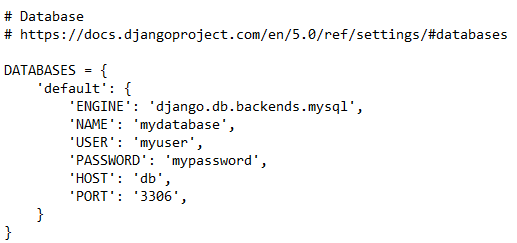 # Database
# https://docs.djangoproject.com/en/5.0/ref/settings/#databases
DATABASES = {
    'default': {
        'ENGINE': 'django.db.backends.mysql',
        'NAME': 'mydatabase',
        'USER': 'myuser',
        'PASSWORD': 'mypassword',
        'HOST': 'db',
        'PORT': '3306',
    }
}